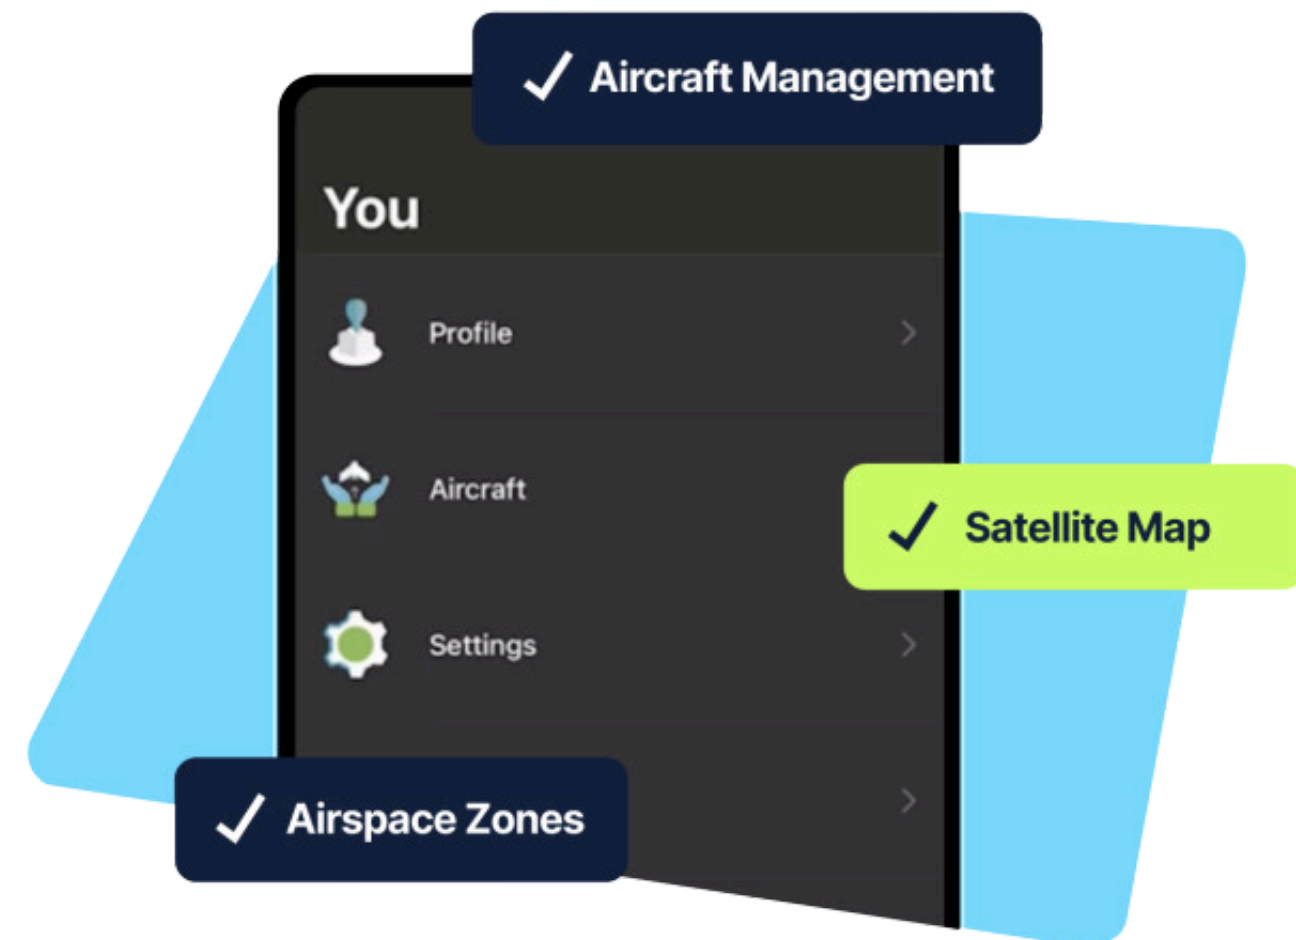 Aircraft Management
You
Profile
Aircraft
Satellite Map
Settings
Airspace Zones